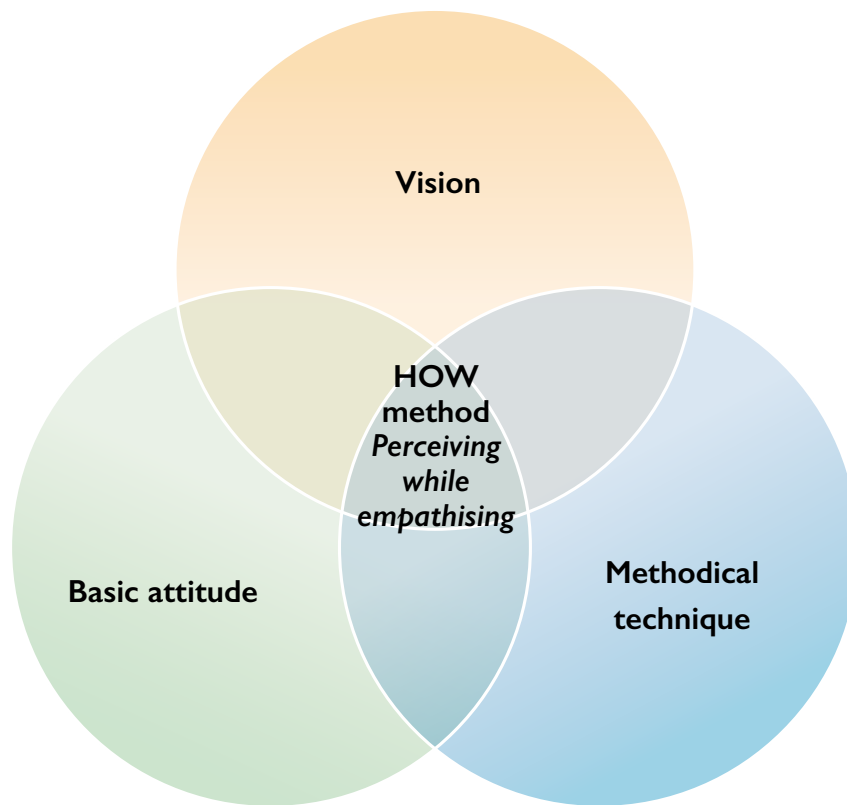 Vision
HOW
method
Perceiving
while
empathising
Basic attitude
Methodical
technique